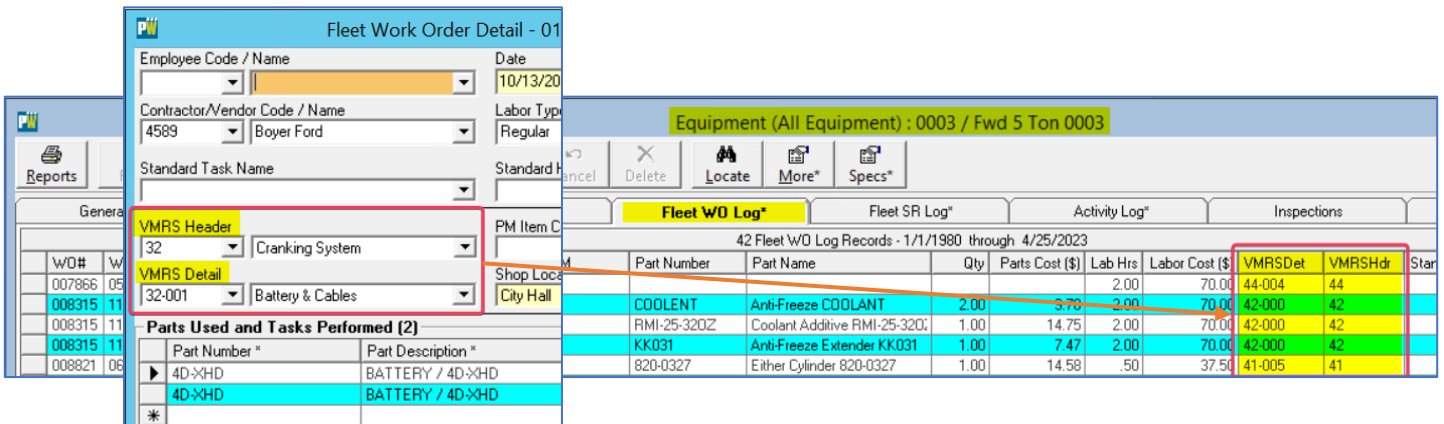 PW Fleet Work Order Detail - 01
Employee Code / Name Date
10/13/20
Contractor/Vendor Code / Name Labor Type
4589 Boyer Ford Regular
Standard Task Name Standard H
VMRS Header PM Item C
32 Cranking System
VMRS Detail Shop Loca
32-001 Battery & Cables City Hall
Parts Used and Tasks Performed (2)
Part Number * Part Description *
4D-XHD BATTERY / 4D-XHD
4D-XHD BATTERY / 4D-XHD
PW Equipment (All Equipment) : 0003 / Fwd 5 Ton 0003
Reports ancel Delete Locate More* Specs*
Genera Fleet WO Log* Fleet SR Log* Activity Log* Inspections
42 Fleet WO Log Records - 1/1/1980 through 4/25/2023
WO# W M Part Number Part Name Qty Parts Cost ($) Lab Hrs Labor Cost ($ VMRSDet VMRSHdr Stan
007866 05 2.00 70.00 44-004 44
008315 11 COOLENT Anti-Freeze COOLANT 2.00 2.00 70.00 42-000 42
008315 11 RMI-25-320Z Coolant Additive RMI-25-320Z 1.00 14.75 2.00 70.00 42-000 42
008315 11 KK031 Anti-Freeze Extender KK031 1.00 7.47 2.00 70.00 42-000 42
008821 06 820-0327 Either Cylinder 820-0327 1.00 14.58 .50 37.50 41-005 41